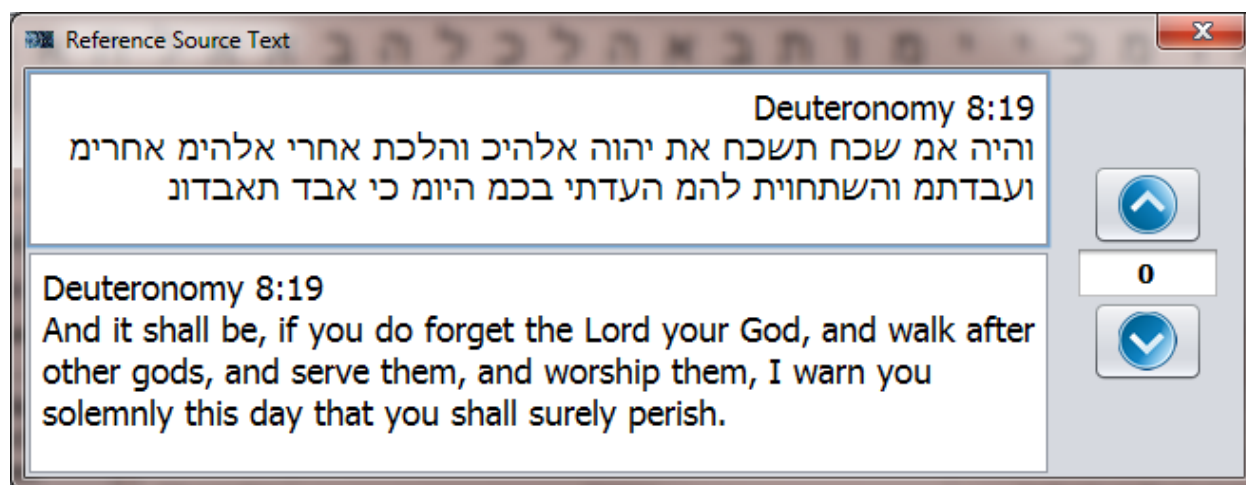 Reference Source Text
Deuteronomy 8:19
והיה אמ שכח תשכח את יהוה אלהיכ והלכת אחרי אלהימ אחרימ
ועבדתמ והשתחוית להמ העדתי בכמ היומ כי אבד תאבדונ
0
Deuteronomy 8:19
And it shall be, if you do forget the Lord your God, and walk after
other gods, and serve them, and worship them, I warn you
solemnly this day that you shall surely perish.